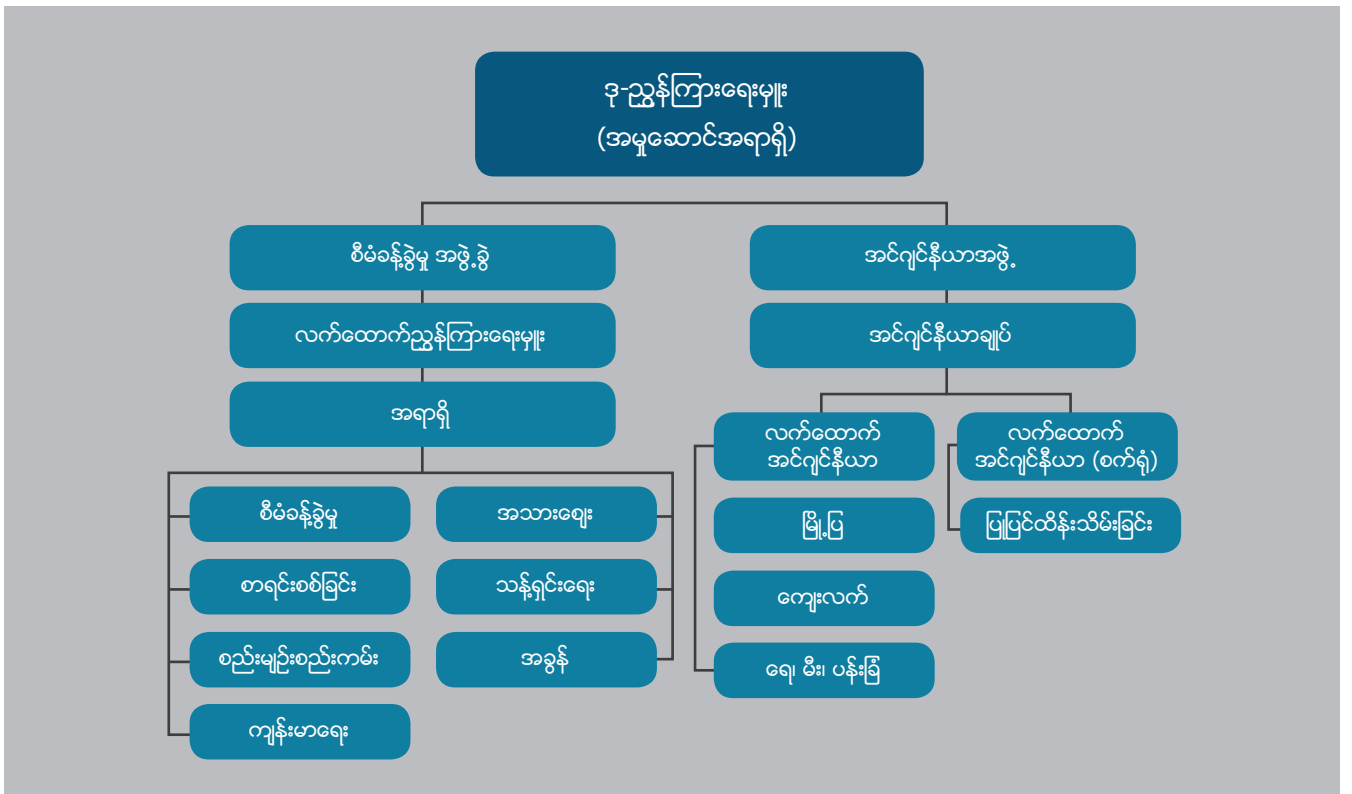 ဒု-ညွှန်ကြားရေးမှူး
(အမှုဆောင်အရာရှိ)
စီမံခန့်ခွဲမှု အဖွဲ့ခွဲ
လက်ထောက်ညွှန်ကြားရေးမှူး
အရာရှိ
စီမံခန့်ခွဲမှု
စာရင်းစစ်ခြင်း
စည်းမျဉ်းစည်းကမ်း
ကျန်းမာရေး
အသားဈေး
သန့်ရှင်းရေး
အခွန်
အင်ဂျင်နီယာအဖွဲ့
အင်ဂျင်နီယာချုပ်
လက်ထောက်
အင်ဂျင်နီယာ
မြို့ပြ
ကျေးလက်
ရေ၊ မီး၊ ပန်းခြံ
လက်ထောက်
အင်ဂျင်နီယာ (စက်ရုံ)
ပြုပြင်ထိန်းသိမ်းခြင်း